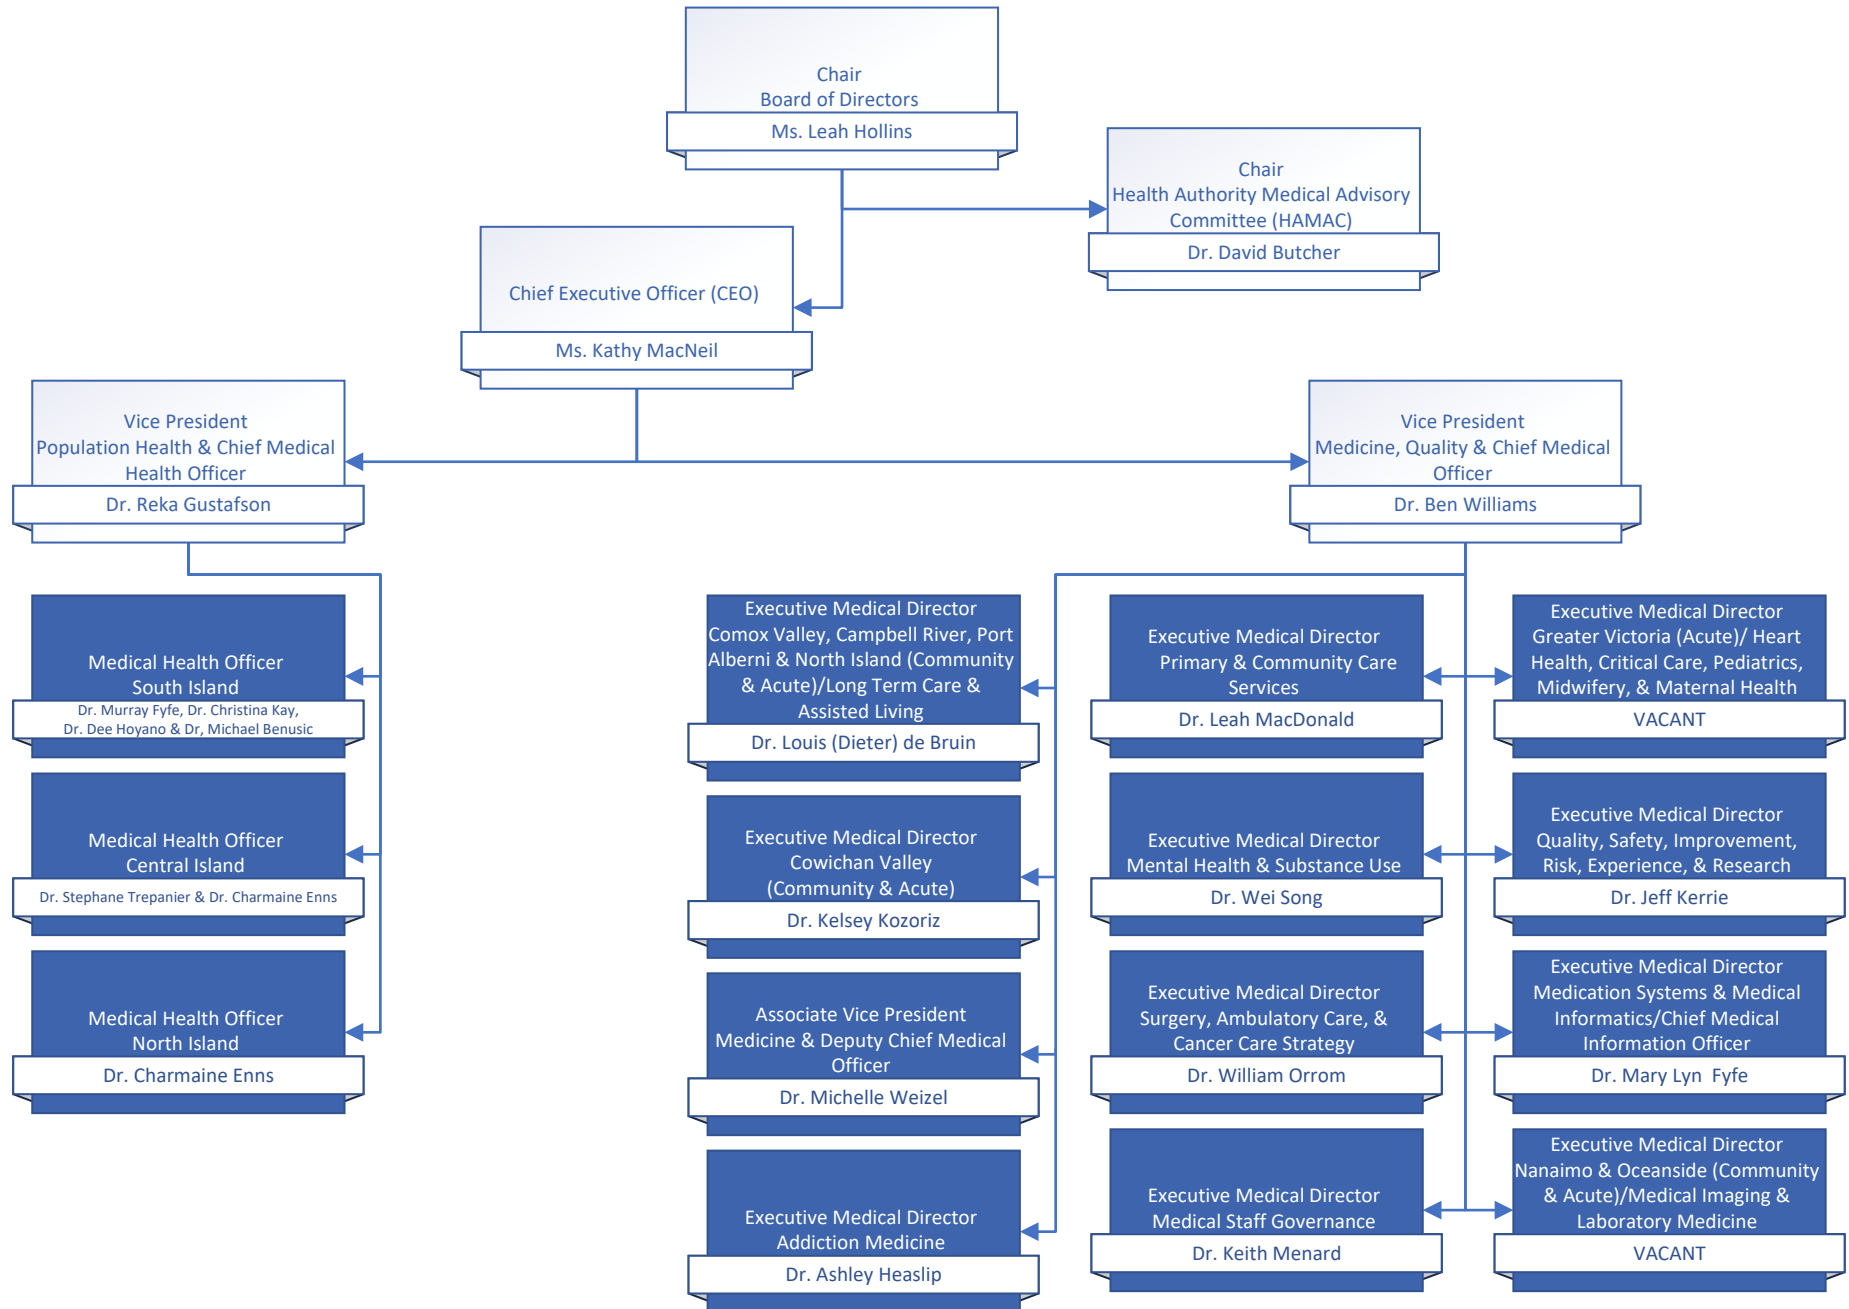 Chair
Board of Directors
Ms. Leah Hollins
Chair
Health Authority Medical Advisory
Committee (HAMAC)
Dr. David Butcher
Chief Executive Officer (CEO)
Ms. Kathy MacNeil
Vice President
Population Health & Chief Medical
Health Officer
Dr. Reka Gustafson
Vice President
Medicine, Quality & Chief Medical
Officer
Dr. Ben Williams
Medical Health Officer
South Island
Dr. Murray Fyfe, Dr. Christina Kay,
Dr. Dee Hoyano & Dr, Michael Benusic
Medical Health Officer
Central Island
Dr. Stephane Trepanier & Dr. Charmaine Enns
Medical Health Officer
North Island
Dr. Charmaine Enns
Executive Medical Director
Comox Valley, Campbell River, Port
Alberni & North Island (Community
& Acute)/Long Term Care &
Assisted Living
Dr. Louis (Dieter) de Bruin
Executive Medical Director
Cowichan Valley
(Community & Acute)
Dr. Kelsey Kozoriz
Associate Vice President
Medicine & Deputy Chief Medical
Officer
Dr. Michelle Weizel
Executive Medical Director
Addiction Medicine
Dr. Ashley Heaslip
Executive Medical Director
Primary & Community Care
Services
Dr. Leah MacDonald
Executive Medical Director
Mental Health & Substance Use
Dr. Wei Song
Executive Medical Director
Surgery, Ambulatory Care, &
Cancer Care Strategy
Dr. William Orrom
Executive Medical Director
Medical Staff Governance
Dr. Keith Menard
Executive Medical Director
Greater Victoria (Acute)/ Heart
Health, Critical Care, Pediatrics,
Midwifery, & Maternal Health
VACANT
Executive Medical Director
Quality, Safety, Improvement,
Risk, Experience, & Research
Dr. Jeff Kerrie
Executive Medical Director
Medication Systems & Medical
Informatics/Chief Medical
Information Officer
Dr. Mary Lyn  Fyfe
Executive Medical Director
Nanaimo & Oceanside (Community
& Acute)/Medical Imaging &
Laboratory Medicine
VACANT